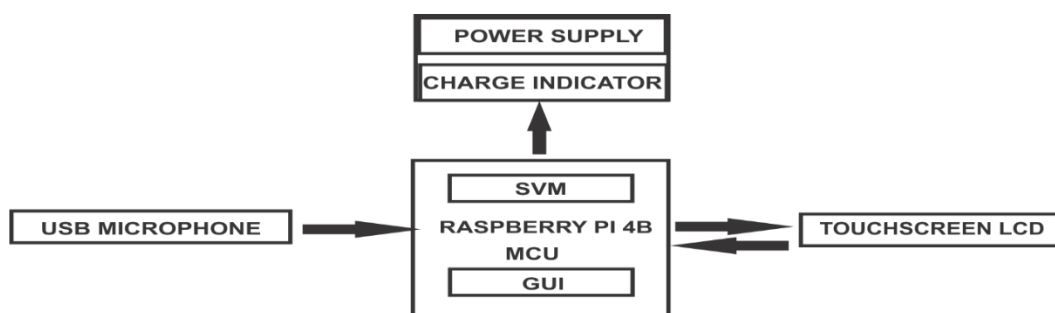 POWER SUPPLY
CHARGE INDICATOR
USB MICROPHONE
SVM
RASPBERRY PI 4B
MCU
GUI
TOUCHSCREEN LCD